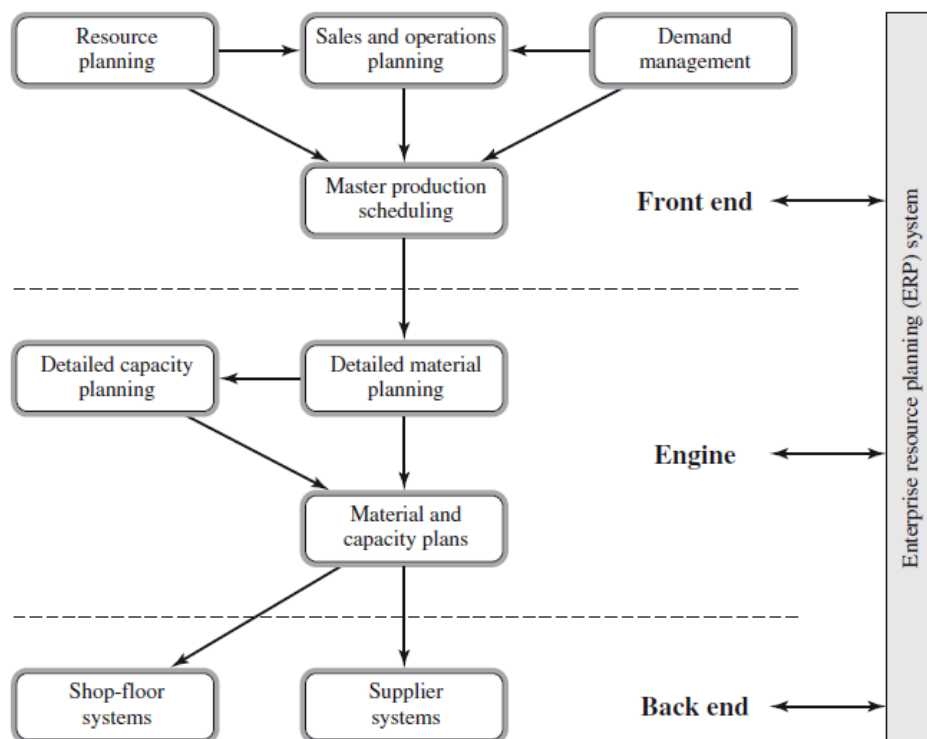 Resource
planning
Sales and operations
planning
Demand
management
Master production
scheduling
Front end
Detailed capacity
planning
Detailed material
planning
Engine
Material and
capacity plans
Shop-floor
systems
Supplier
systems
Back end
Enterprise resource planning (ERP) system